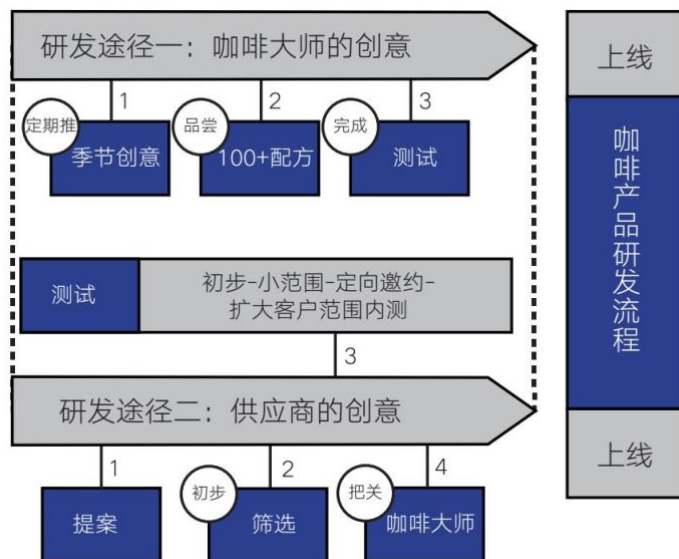 研发途径一：咖啡大师的创意
1
2
3
定期推
季节创意
品尝
100+配方
完成
测试
测试
初步-小范围-定向邀约-
扩大客户范围内测
3
研发途径二：供应商的创意
1
2
4
提案
初步
筛选
把关
咖啡大师
上线
咖啡产品研发流程
上线